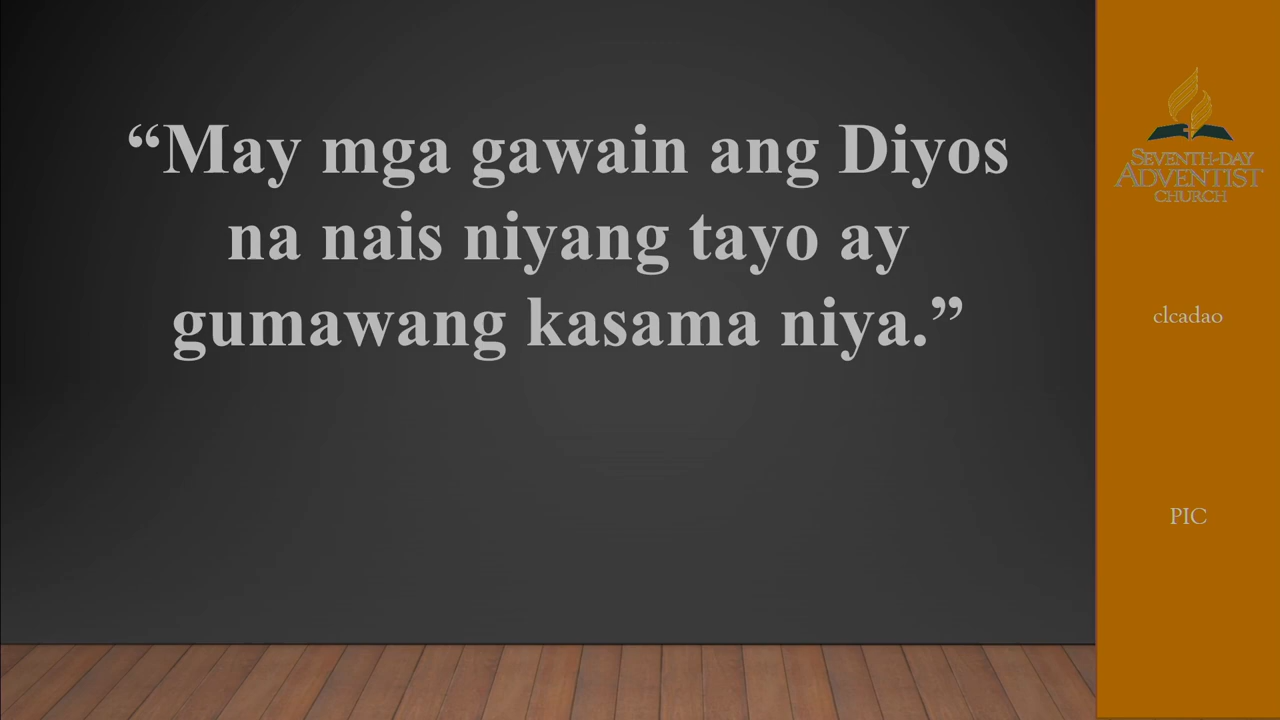 “May mga gawain ang Diyos
na nais niyang tayo ay
gumawang kasama niya.”
SEVENTH-DAY
ADVENTIST
CHURCH
clcadao
PIC